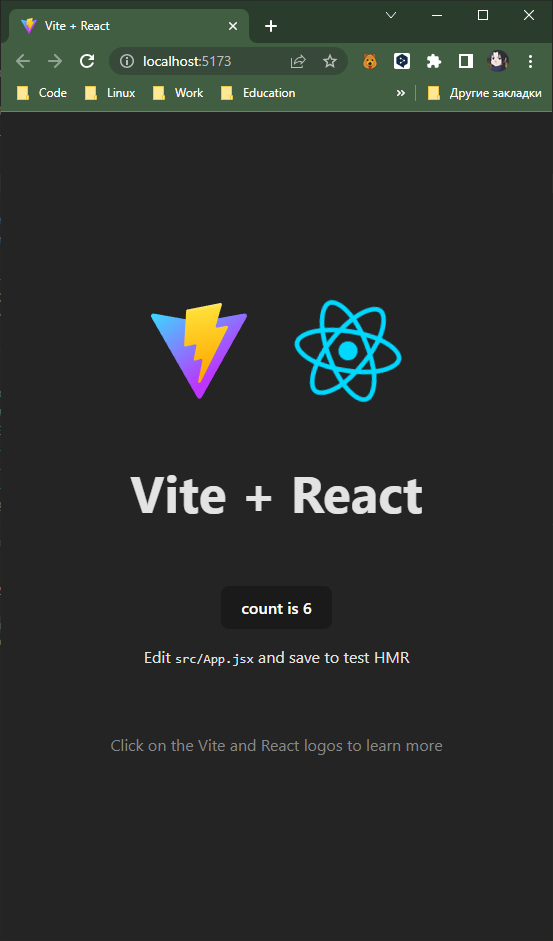 Vite + React
localhost:5173
Code
Linux
Work
Education
»
Другие закладки
Vite + React
count is 6
Edit src/App.jsx and save to test HMR
Click on the Vite and React logos to learn more